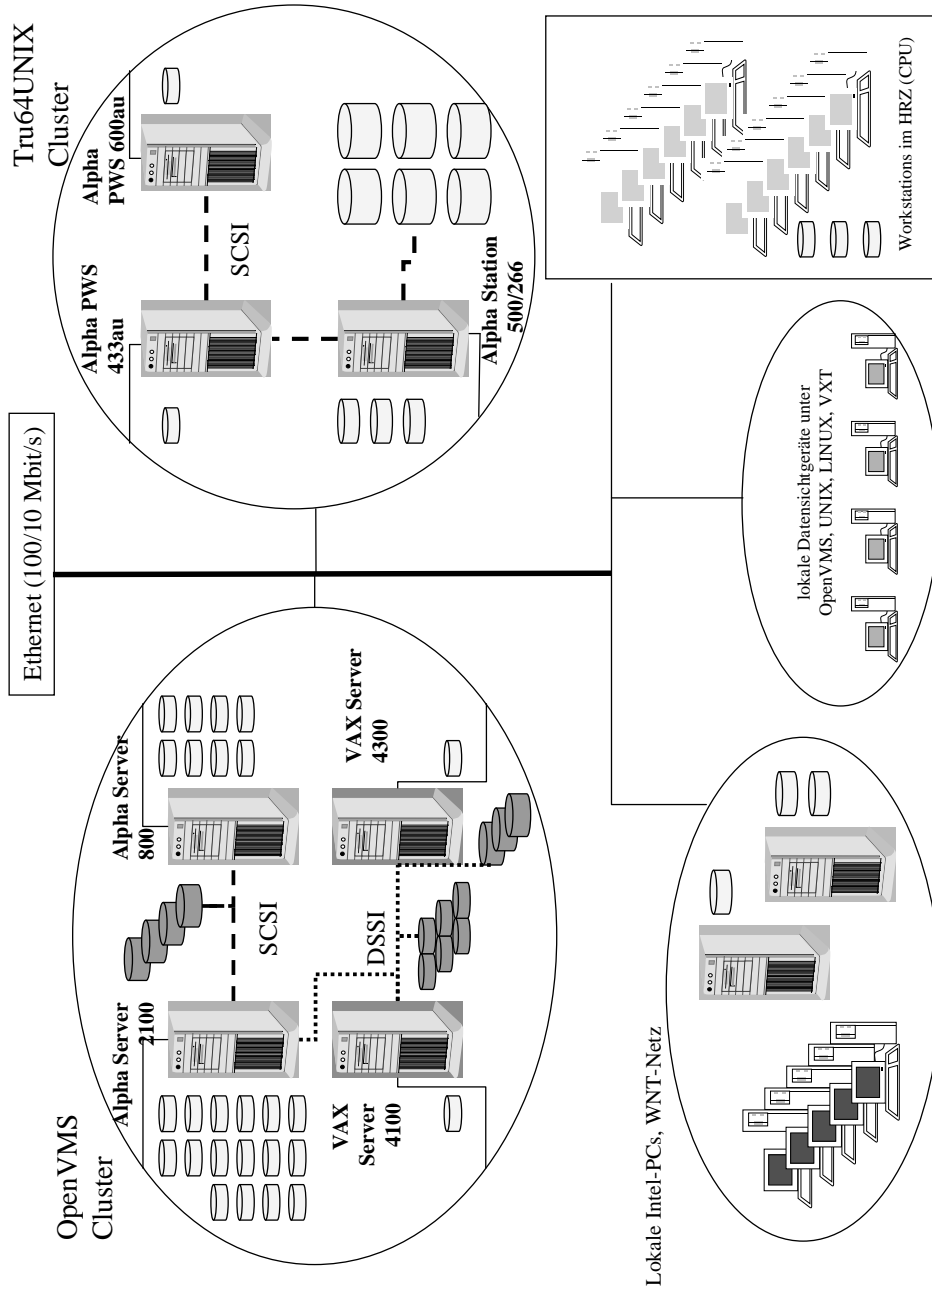 OpenVMS
Cluster
Ethernet (100/10 Mbit/s)
Tru64UNIX
Cluster
Alpha Server
2100
Alpha Server
800
SCSI
VAX
Server
4100
DSSI
VAX Server
4300
Alpha PWS
433au
Alpha
PWS 600au
SCSI
Alpha Station
500/266
Lokale Intel-PCs, WNT-Netz
lokale Datensichtgeräte unter
OpenVMS, UNIX, LINUX, VXT
Workstations im HRZ (CPU)